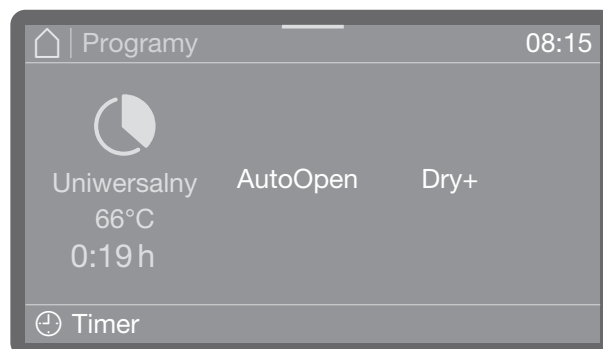 Programy 08:15
Uniwersalny AutoOpen Dry+
66°C
0:19 h
Timer